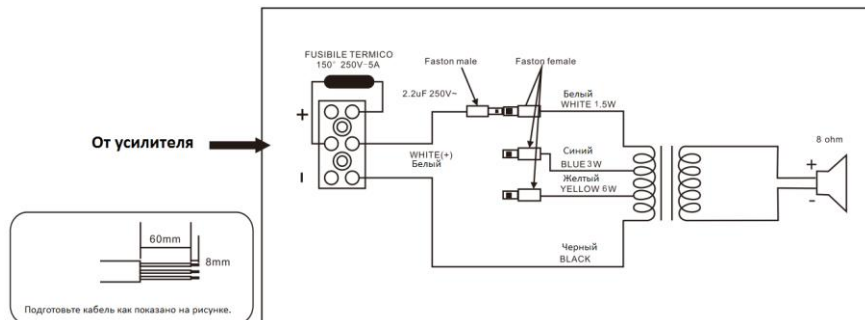 FUSIBILE TERMICO
150° 250V-5A
Faston male
Faston female
2.2uF 250V~
Белый
WHITE 1.5W
+
От усилителя
WHITE(+)
Белый
Синий
BLUE 3W
Желтый
YELLOW 6W
8 ohm
+
-
−
Черный
BLACK
60mm
8mm
Подготовьте кабель как показано на рисунке.